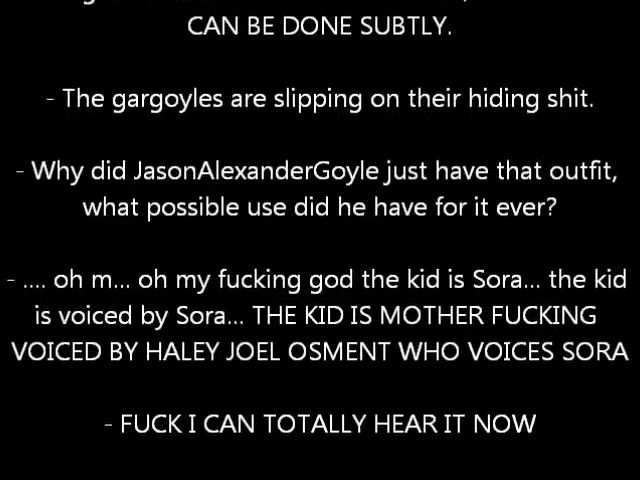 CAN BE DONE SUBTLY.
- The gargoyles are slipping on their hiding shit.
- Why did JasonAlexanderGoyle just have that outfit,
what possible use did he have for it ever?
- .... oh m... oh my fucking god the kid is Sora... the kid
is voiced by Sora... THE KID IS MOTHER FUCKING
VOICED BY HALEY JOEL OSMENT WHO VOICES SORA
- FUCK I CAN TOTALLY HEAR IT NOW